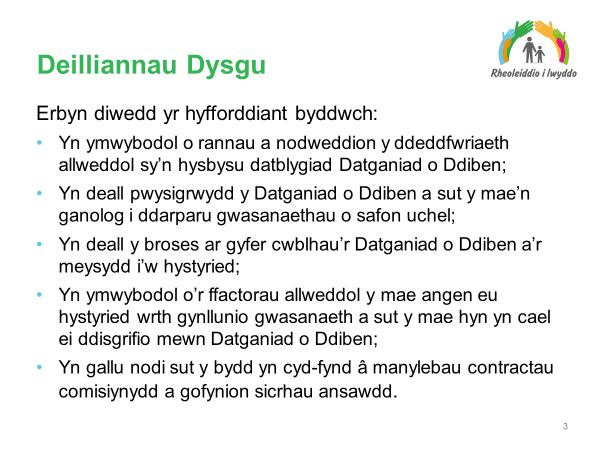 Rheoleiddio i lwyddo
Deilliannau Dysgu
Erbyn diwedd yr hyfforddiant byddwch:
• Yn ymwybodol o rannau a nodweddion y ddeddfwriaeth
allweddol sy’n hysbysu datblygiad Datganiad o Ddiben;
• Yn deall pwysigrwydd y Datganiad o Ddiben a sut y mae’n
ganolog i ddarparu gwasanaethau o safon uchel;
• Yn deall y broses ar gyfer cwblhau’r Datganiad o Ddiben a’r
meysydd i’w hystyried;
• Yn ymwybodol o’r ffactorau allweddol y mae angen eu
hystyried wrth gynllunio gwasanaeth a sut y mae hyn yn cael
ei ddisgrifio mewn Datganiad o Ddiben;
• Yn gallu nodi sut y bydd yn cyd-fynd â manylebau contractau
comisiynydd a gofynion sicrhau ansawdd.
3